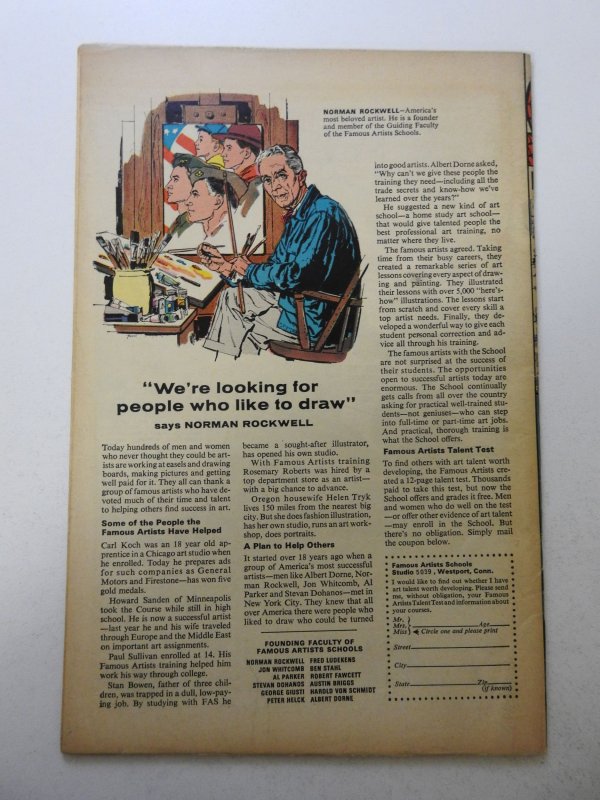 NORMAN ROCKWELL—America's
most beloved artist. He is a founder
and member of the Guiding Faculty
of the Famous Artists Schools.
"We're looking for
people who like to draw"
says NORMAN ROCKWELL
Today hundreds of men and women
who never thought they could be art-
ists are working at easels and drawing
boards, making pictures and getting
well paid for it. They all can thank a
group of famous artists who have de-
voted much of their time and talent
to helping others find success in art.
Some of the People the
Famous Artists Have Helped
Carl Koch was an 18 year old ap-
prentice in a Chicago art studio when
he enrolled. Today he prepares ads
for such companies as General
Motors and Firestone—has won five
gold medals.
Howard Sanden of Minneapolis
took the Course while still in high
school. He is now a successful artist
—last year he and his wife traveled
through Europe and the Middle East
on important art assignments.
Paul Sullivan enrolled at 14. His
Famous Artists training helped him
work his way through college.
Stan Bowen, father of three chil-
dren, was trapped in a dull, low-pay-
ing job. By studying with FAS he
became a sought-after illustrator,
has opened his own studio.
With Famous Artists training
Rosemary Roberts was hired by a
top department store as an artist—
with a big chance to advance.
Oregon housewife Helen Tryk
lives 150 miles from the nearest big
city. But she does fashion illustration,
has her own studio, runs an art work-
shop, does portraits.
A Plan to Help Others
It started over 18 years ago when a
group of America's most successful
artists—men like Albert Dorne, Nor-
man Rockwell, Jon Whitcomb, Al
Parker and Stevan Dohanos—met in
New York City. They knew that all
over America there were people who
liked to draw who could be turned
into good artists. Albert Dorne asked,
"Why can't we give these people the
training they need—including all the
trade secrets and know-how we've
learned over the years?"
He suggested a new kind of art
school—a home study art school—
that would give talented people the
best professional art training, no
matter where they live.
The famous artists agreed. Taking
time from their busy careers, they
created a remarkable series of art
lessons covering every aspect of draw-
ing and painting. They illustrated
their lessons with over 5,000 "here's-
how" illustrations. The lessons start
from scratch and cover every skill a
top artist needs. Finally, they de-
veloped a wonderful way to give each
student personal correction and ad-
vice all through his training.
The famous artists with the School
are not surprised at the success of
their students. The opportunities
open to successful artists today are
enormous. The School continually
gets calls from all over the country
asking for practical well-trained stu-
dents—not geniuses—who can step
into full-time or part-time art jobs.
And practical, thorough training is
what the School offers.
Famous Artists Talent Test
To find others with art talent worth
developing, the Famous Artists cre-
ated a 12-page talent test. Thousands
paid to take this test, but now the
School offers and grades it free. Men
and women who do well on the test
—or offer other evidence of art talent
—may enroll in the School. But
there's no obligation. Simply mail
the coupon below.
FOUNDING FACULTY OF
FAMOUS ARTISTS SCHOOLS
NORMAN ROCKWELL FRED LUDEKENS
JON WHITCOMB BEN STAHL
AL PARKER ROBERT FAWCETT
STEVAN DOHANOS AUSTIN BRIGGS
GEORGE GIUSTI HAROLD VON SCHMIDT
PETER HELCK ALBERT DORNE
Famous Artists Schools
Studio 5039, Westport, Conn.
I would like to find out whether I have
art talent worth developing. Please send
me, without obligation, your Famous
Artists Talent Test and information about
your courses.
Mr.
Mrs. Age
Miss Circle one and please print
Street
City
State Zip
(if known)